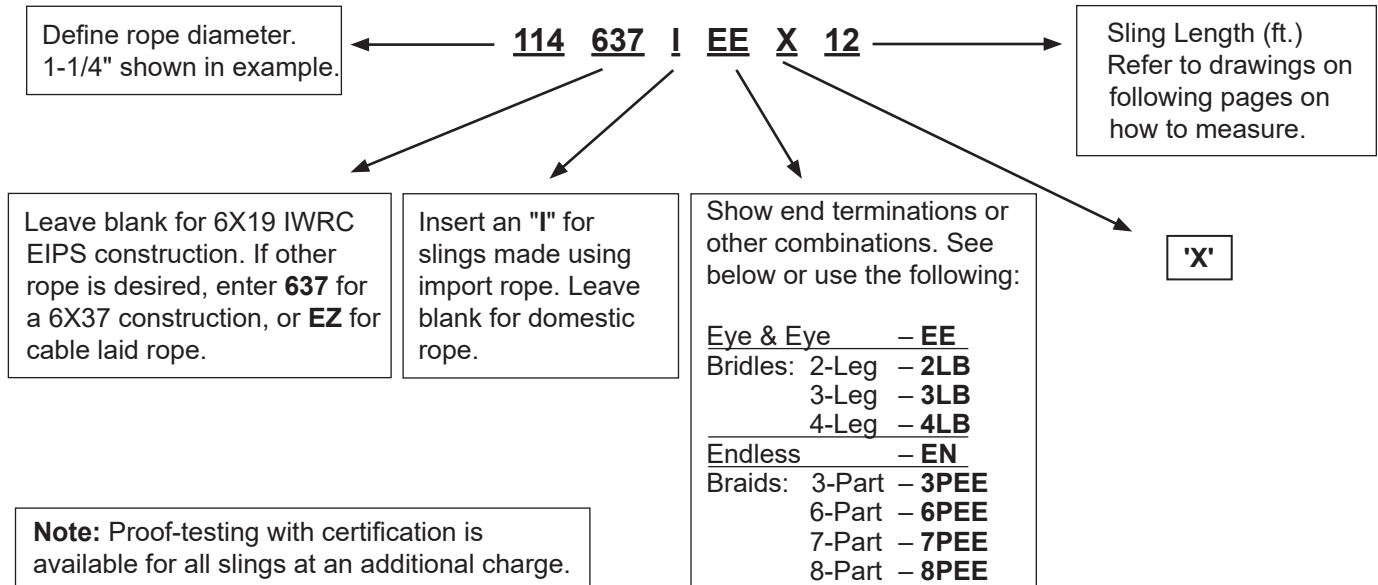 Define rope diameter.
1-1/4" shown in example.
114 637 I EE X 12
Sling Length (ft.)
Refer to drawings on
following pages on
how to measure.
Leave blank for 6X19 IWRC
EIPS construction. If other
rope is desired, enter 637 for
a 6X37 construction, or EZ for
cable laid rope.
Insert an "I" for
slings made using
import rope. Leave
blank for domestic
rope.
Show end terminations or
other combinations. See
below or use the following:
Eye & Eye – EE
Bridles: 2-Leg – 2LB
3-Leg – 3LB
4-Leg – 4LB
Endless – EN
Braids: 3-Part – 3PEE
6-Part – 6PEE
7-Part – 7PEE
8-Part – 8PEE
'X'
Note: Proof-testing with certification is
available for all slings at an additional charge.